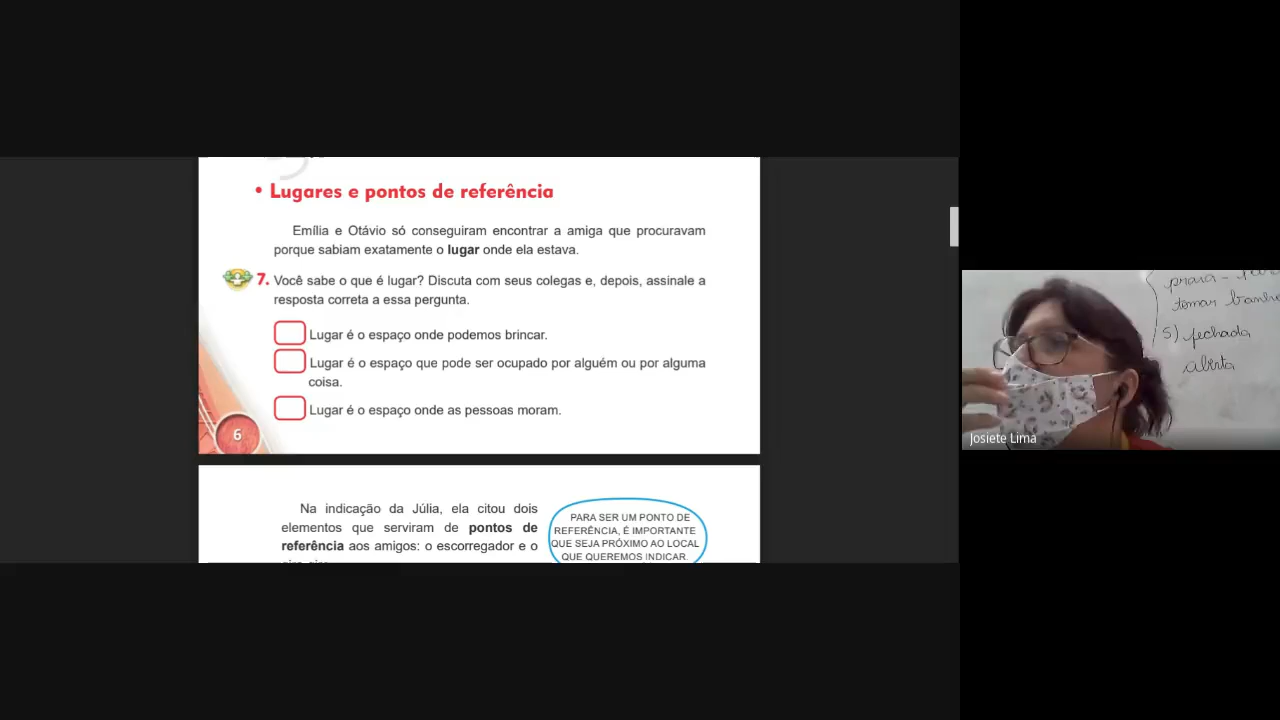 • Lugares e pontos de referência
Emília e Otávio só conseguiram encontrar a amiga que procuravam
porque sabiam exatamente o lugar onde ela estava.
7. Você sabe o que é lugar? Discuta com seus colegas e, depois, assinale a
resposta correta a essa pergunta.
Lugar é o espaço onde podemos brincar.
Lugar é o espaço que pode ser ocupado por alguém ou por alguma
coisa.
Lugar é o espaço onde as pessoas moram.
6
Na indicação da Júlia, ela citou dois
elementos que serviram de pontos de
referência aos amigos: o escorregador e o
PARA SER UM PONTO DE
REFERÊNCIA, É IMPORTANTE
QUE SEJA PRÓXIMO AO LOCAL
QUE QUEREMOS INDICAR.
tomar banho
5) fechada
aberta
Josiete Lima